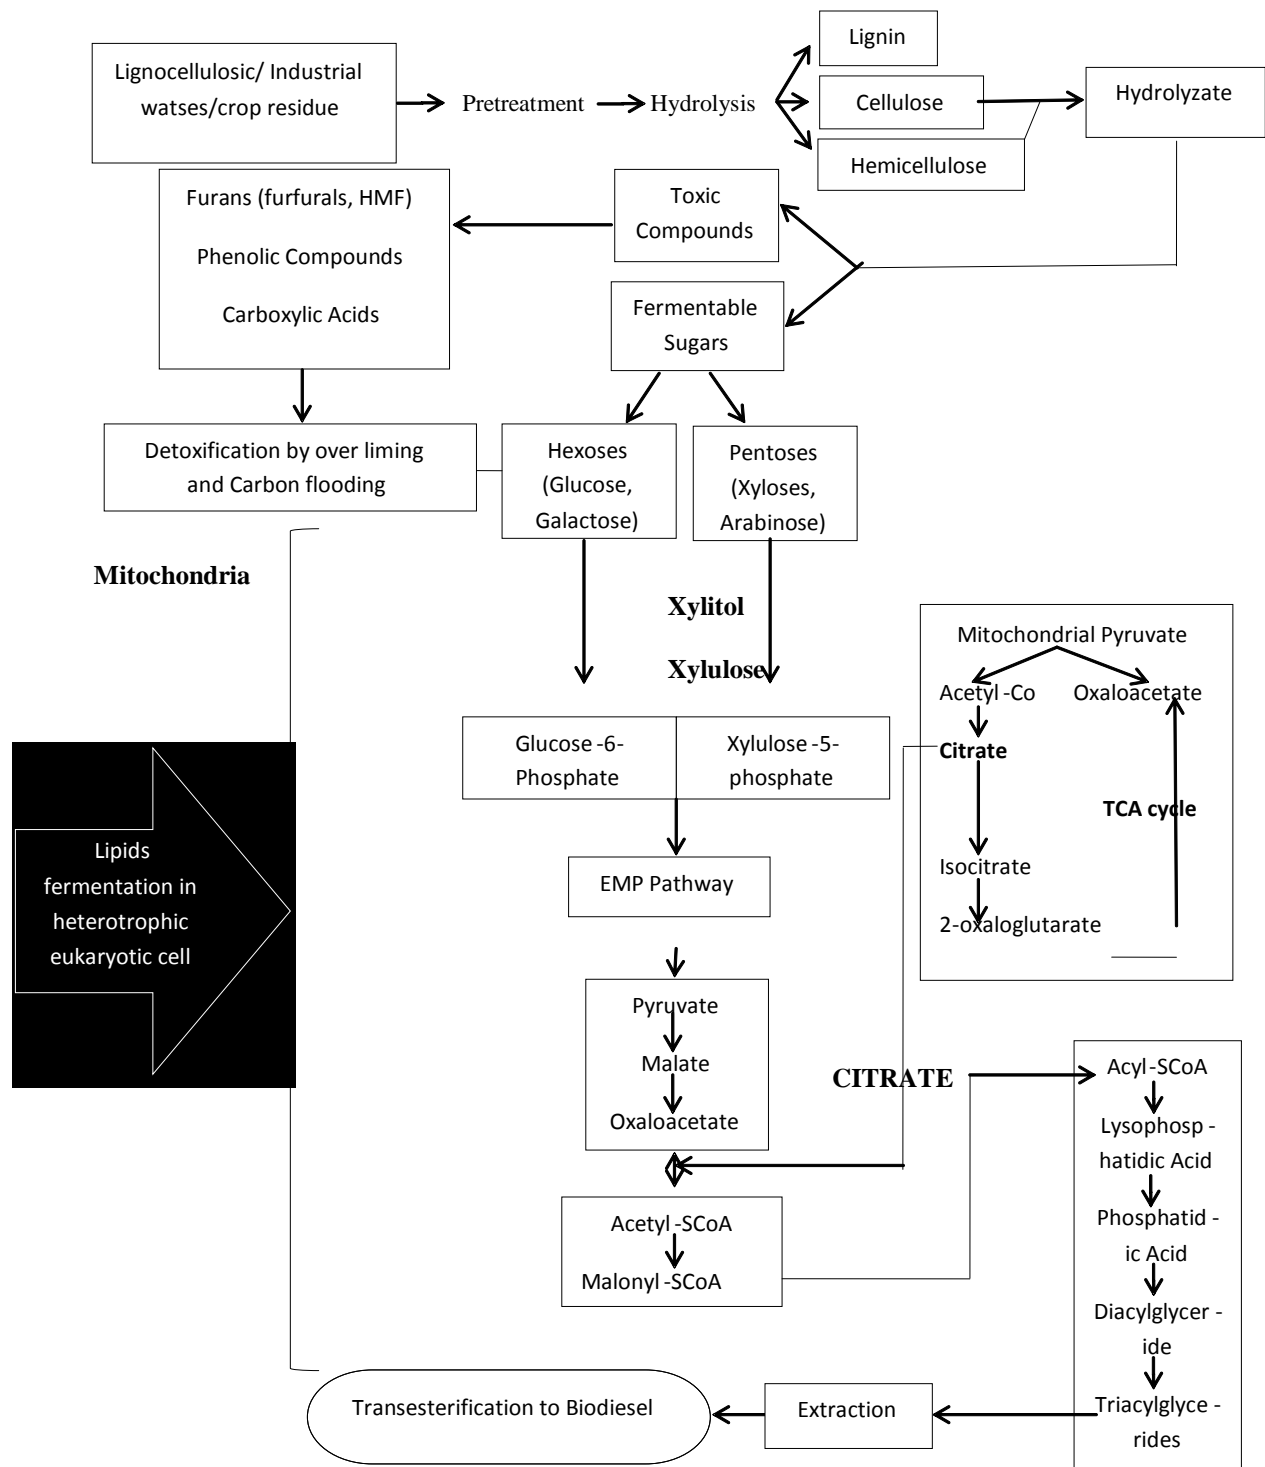 Lignin
Lignocellulosic/ Industrial
watses/crop residue
Pretreatment
Hydrolysis
Cellulose
Hydrolyzate
Hemicellulose
Furans (furfurals, HMF)
Phenolic Compounds
Carboxylic Acids
Toxic
Compounds
Fermentable
Sugars
Detoxification by over liming
and Carbon flooding
Hexoses
(Glucose,
Galactose)
Pentoses
(Xyloses,
Arabinose)
Mitochondria
Xylitol
Xylulose
Mitochondrial Pyruvate
Acetyl -Co
Oxaloacetate
Citrate
TCA cycle
Isocitrate
2-oxaloglutarate
Glucose -6-
Phosphate
Xylulose -5-
phosphate
Lipids
fermentation in
heterotrophic
eukaryotic cell
EMP Pathway
Pyruvate
Malate
Oxaloacetate
CITRATE
Acetyl -SCoA
Malonyl -SCoA
Acyl -SCoA
Lysophosp -
hatidic Acid
Phosphatid -
ic Acid
Diacylglycer -
ide
Triacylglyce -
rides
Extraction
Transesterification to Biodiesel